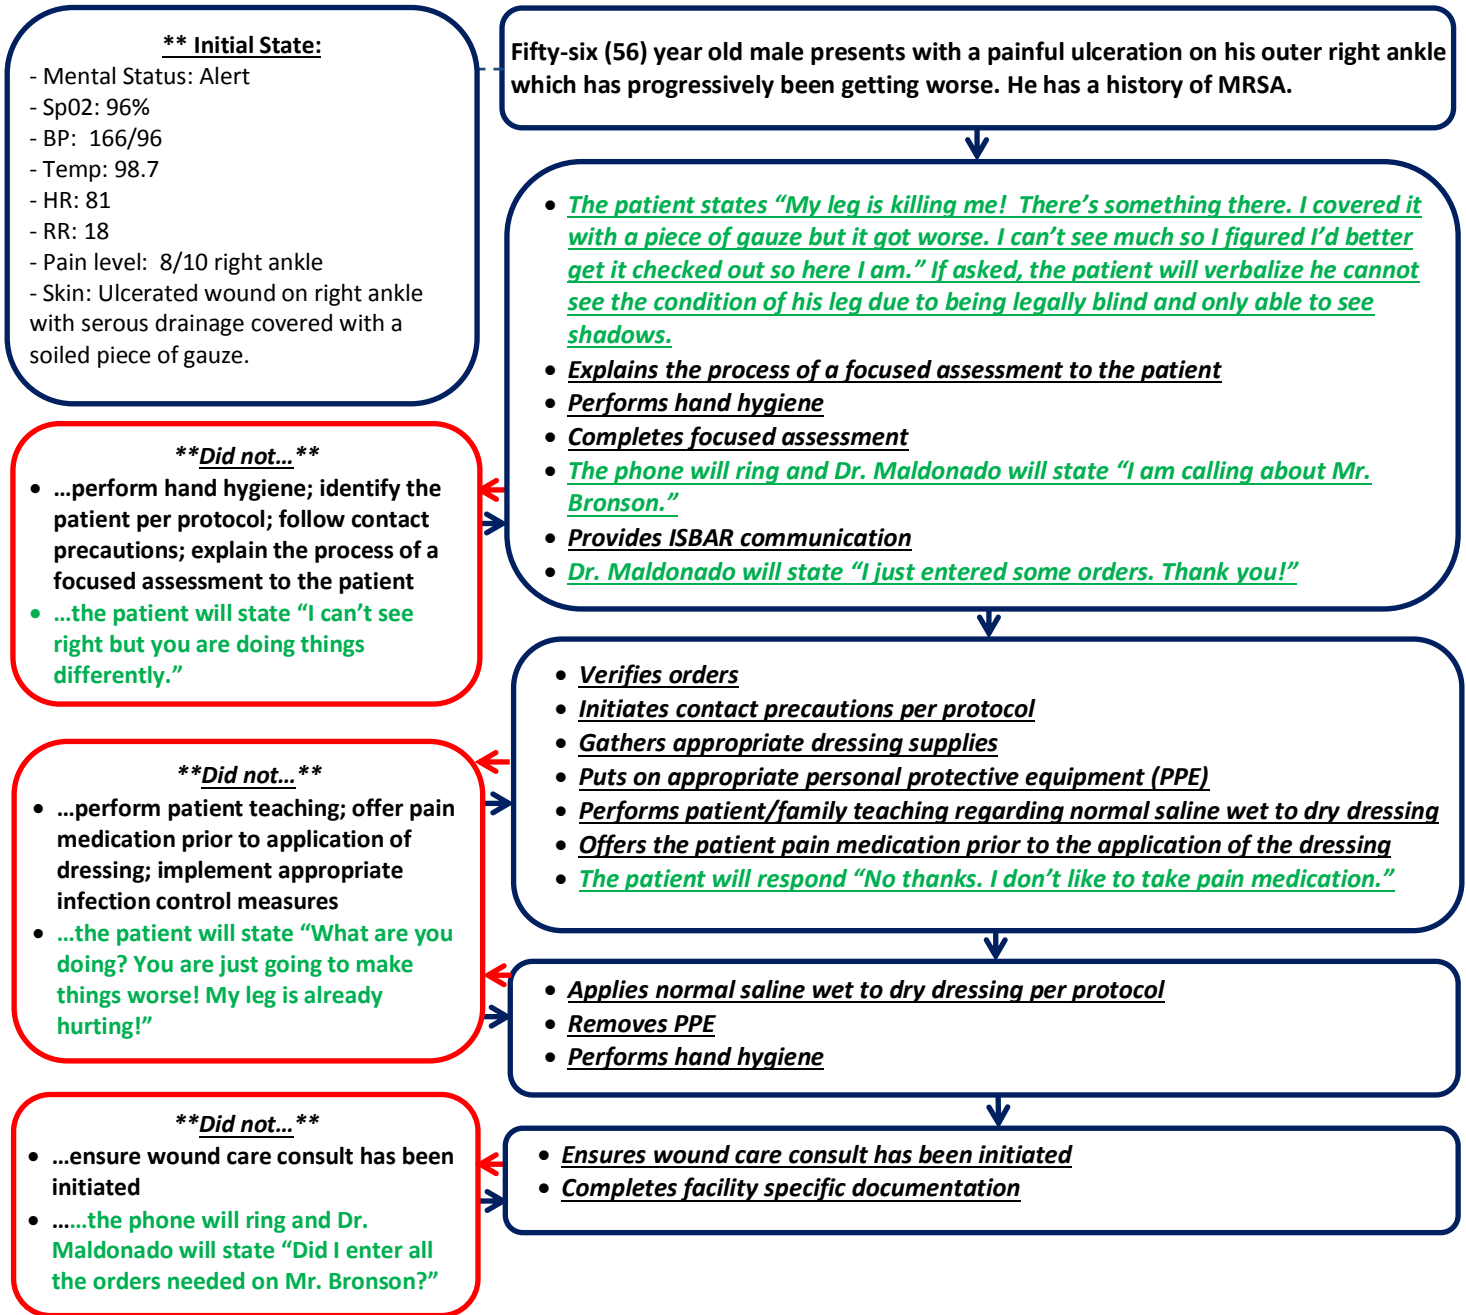 ** Initial State:
- Mental Status: Alert
- Sp02: 96%
- BP:  166/96
- Temp: 98.7
- HR: 81
- RR: 18
- Pain level:  8/10 right ankle
- Skin: Ulcerated wound on right ankle
with serous drainage covered with a
soiled piece of gauze.
Fifty-six (56) year old male presents with a painful ulceration on his outer right ankle
which has progressively been getting worse. He has a history of MRSA.
• The patient states “My leg is killing me!  There’s something there. I covered it
with a piece of gauze but it got worse. I can’t see much so I figured I’d better
get it checked out so here I am.” If asked, the patient will verbalize he cannot
see the condition of his leg due to being legally blind and only able to see
shadows.
• Explains the process of a focused assessment to the patient
• Performs hand hygiene
• Completes focused assessment
• The phone will ring and Dr. Maldonado will state “I am calling about Mr.
Bronson.”
• Provides ISBAR communication
• Dr. Maldonado will state “I just entered some orders. Thank you!”
**Did not…**
• …perform hand hygiene; identify the
patient per protocol; follow contact
precautions; explain the process of a
focused assessment to the patient
• …the patient will state “I can’t see
right but you are doing things
differently.”
• Verifies orders
• Initiates contact precautions per protocol
• Gathers appropriate dressing supplies
• Puts on appropriate personal protective equipment (PPE)
• Performs patient/family teaching regarding normal saline wet to dry dressing
• Offers the patient pain medication prior to the application of the dressing
• The patient will respond “No thanks. I don’t like to take pain medication.”
**Did not…**
• …perform patient teaching; offer pain
medication prior to application of
dressing; implement appropriate
infection control measures
• …the patient will state “What are you
doing? You are just going to make
things worse! My leg is already
hurting!”
• Applies normal saline wet to dry dressing per protocol
• Removes PPE
• Performs hand hygiene
**Did not…**
• …ensure wound care consult has been
initiated
• ……the phone will ring and Dr.
Maldonado will state “Did I enter all
the orders needed on Mr. Bronson?”
• Ensures wound care consult has been initiated
• Completes facility specific documentation